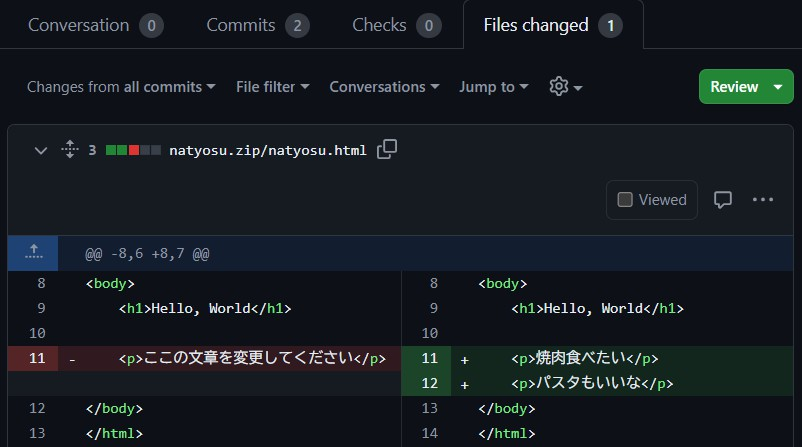 Conversation 0 Commits 2 Checks 0 Files changed 1
Changes from all commits File filter Conversations Jump to Review
3 natyosu.zip/natyosu.html
Viewed
@@ -8,6 +8,7 @@
8 <body> 8 <body>
9 <h1>Hello, World</h1> 9 <h1>Hello, World</h1>
10 10
11 - <p>ここの文章を変更してください</p> 11 + <p>焼肉食べたい</p>
12 + <p>パスタもいいな</p>
12 </body> 13 </body>
13 </html> 14 </html>